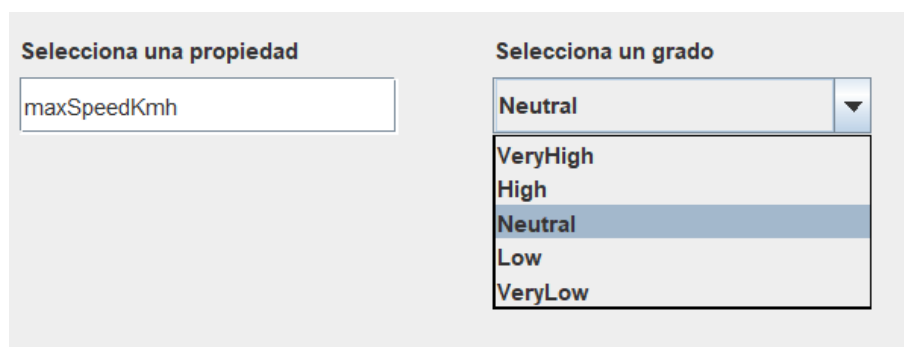 Selecciona una propiedad
maxSpeedKmh
Selecciona un grado
Neutral
VeryHigh
High
Neutral
Low
VeryLow